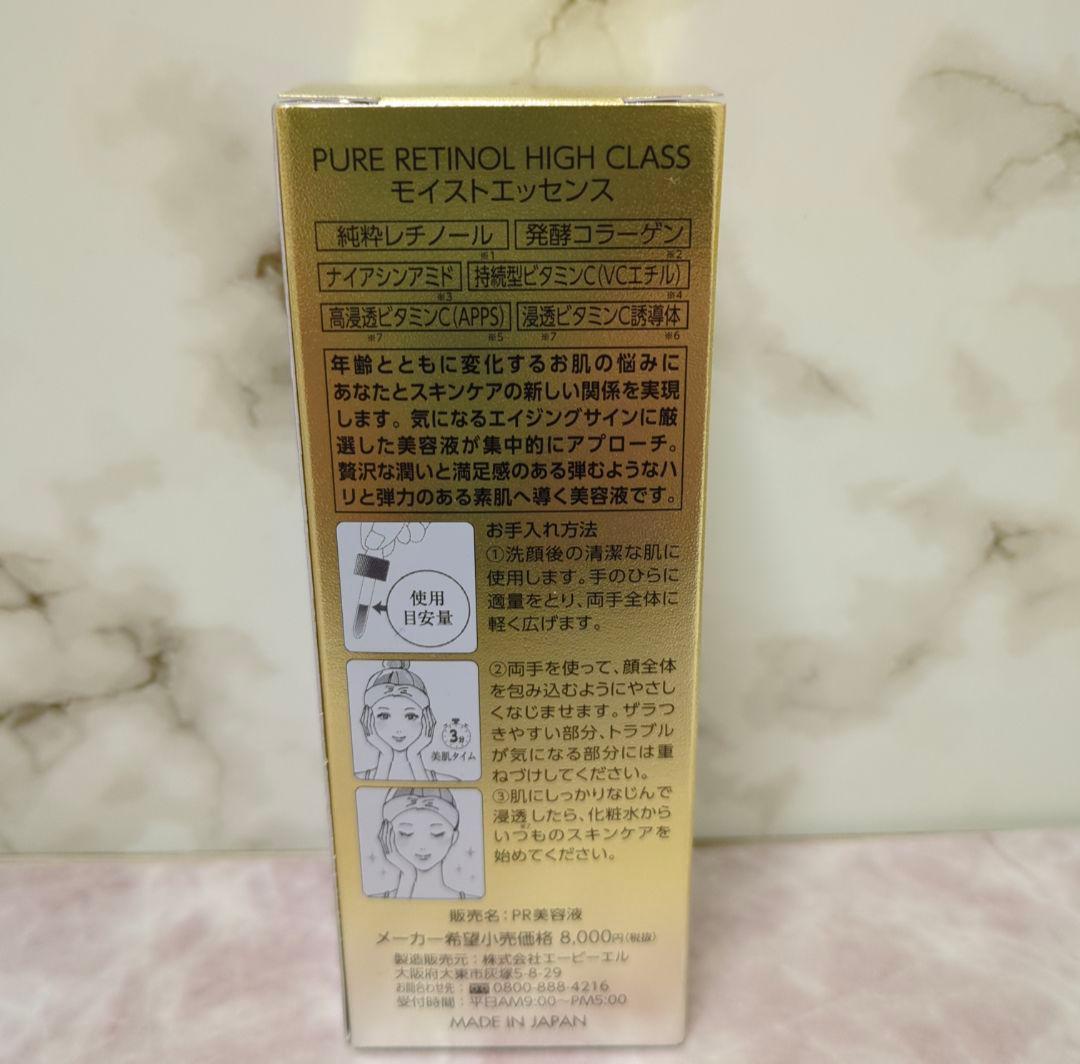 PURE RETINOL HIGH CLASS
モイストエッセンス
純粋レチノール 発酵コラーゲン
※1 ※2
ナイアシンアミド 持続型ビタミンC(VCエチル)
※3 ※4
高浸透ビタミンC(APPS) 浸透ビタミンC誘導体
※7 ※5 ※7 ※6
年齢とともに変化するお肌の悩みに
あなたとスキンケアの新しい関係を実現
します。気になるエイジングサインに厳
選した美容液が集中的にアプローチ。
贅沢な潤いと満足感のある弾むようなハ
リと弾力のある素肌へ導く美容液です。
お手入れ方法
①洗顔後の清潔な肌に
使用します。手のひらに
適量をとり、両手全体に
軽く広げます。
使用
目安量
②両手を使って、顔全体
を包み込むようにやさし
くなじませます。ザラつ
きやすい部分、トラブル
が気になる部分には重
ねづけしてください。
3分
美肌タイム
③肌にしっかりなじんで
浸透したら、化粧水から
※7
いつものスキンケアを
始めてください。
販売名:PR美容液
メーカー希望小売価格 8,000円(税抜)
製造販売元:株式会社エービーエル
大阪府大東市灰塚5-8-29
お問合わせ先: 0800-888-4216
受付時間:平日AM9:00〜PM5:00
MADE IN JAPAN